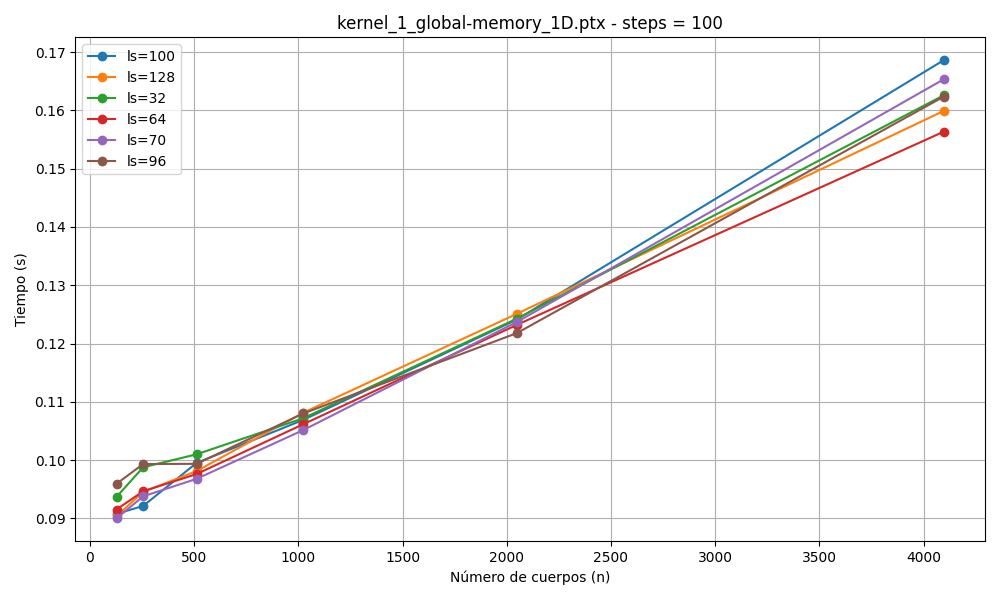 kernel_1_global-memory_1D.ptx - steps = 100
0.17
0.16
0.15
0.14
0.13
0.12
0.11
0.10
0.09
Tiempo (s)
ls=100
ls=128
ls=32
ls=64
ls=70
ls=96
0 500 1000 1500 2000 2500 3000 3500 4000
Número de cuerpos (n)